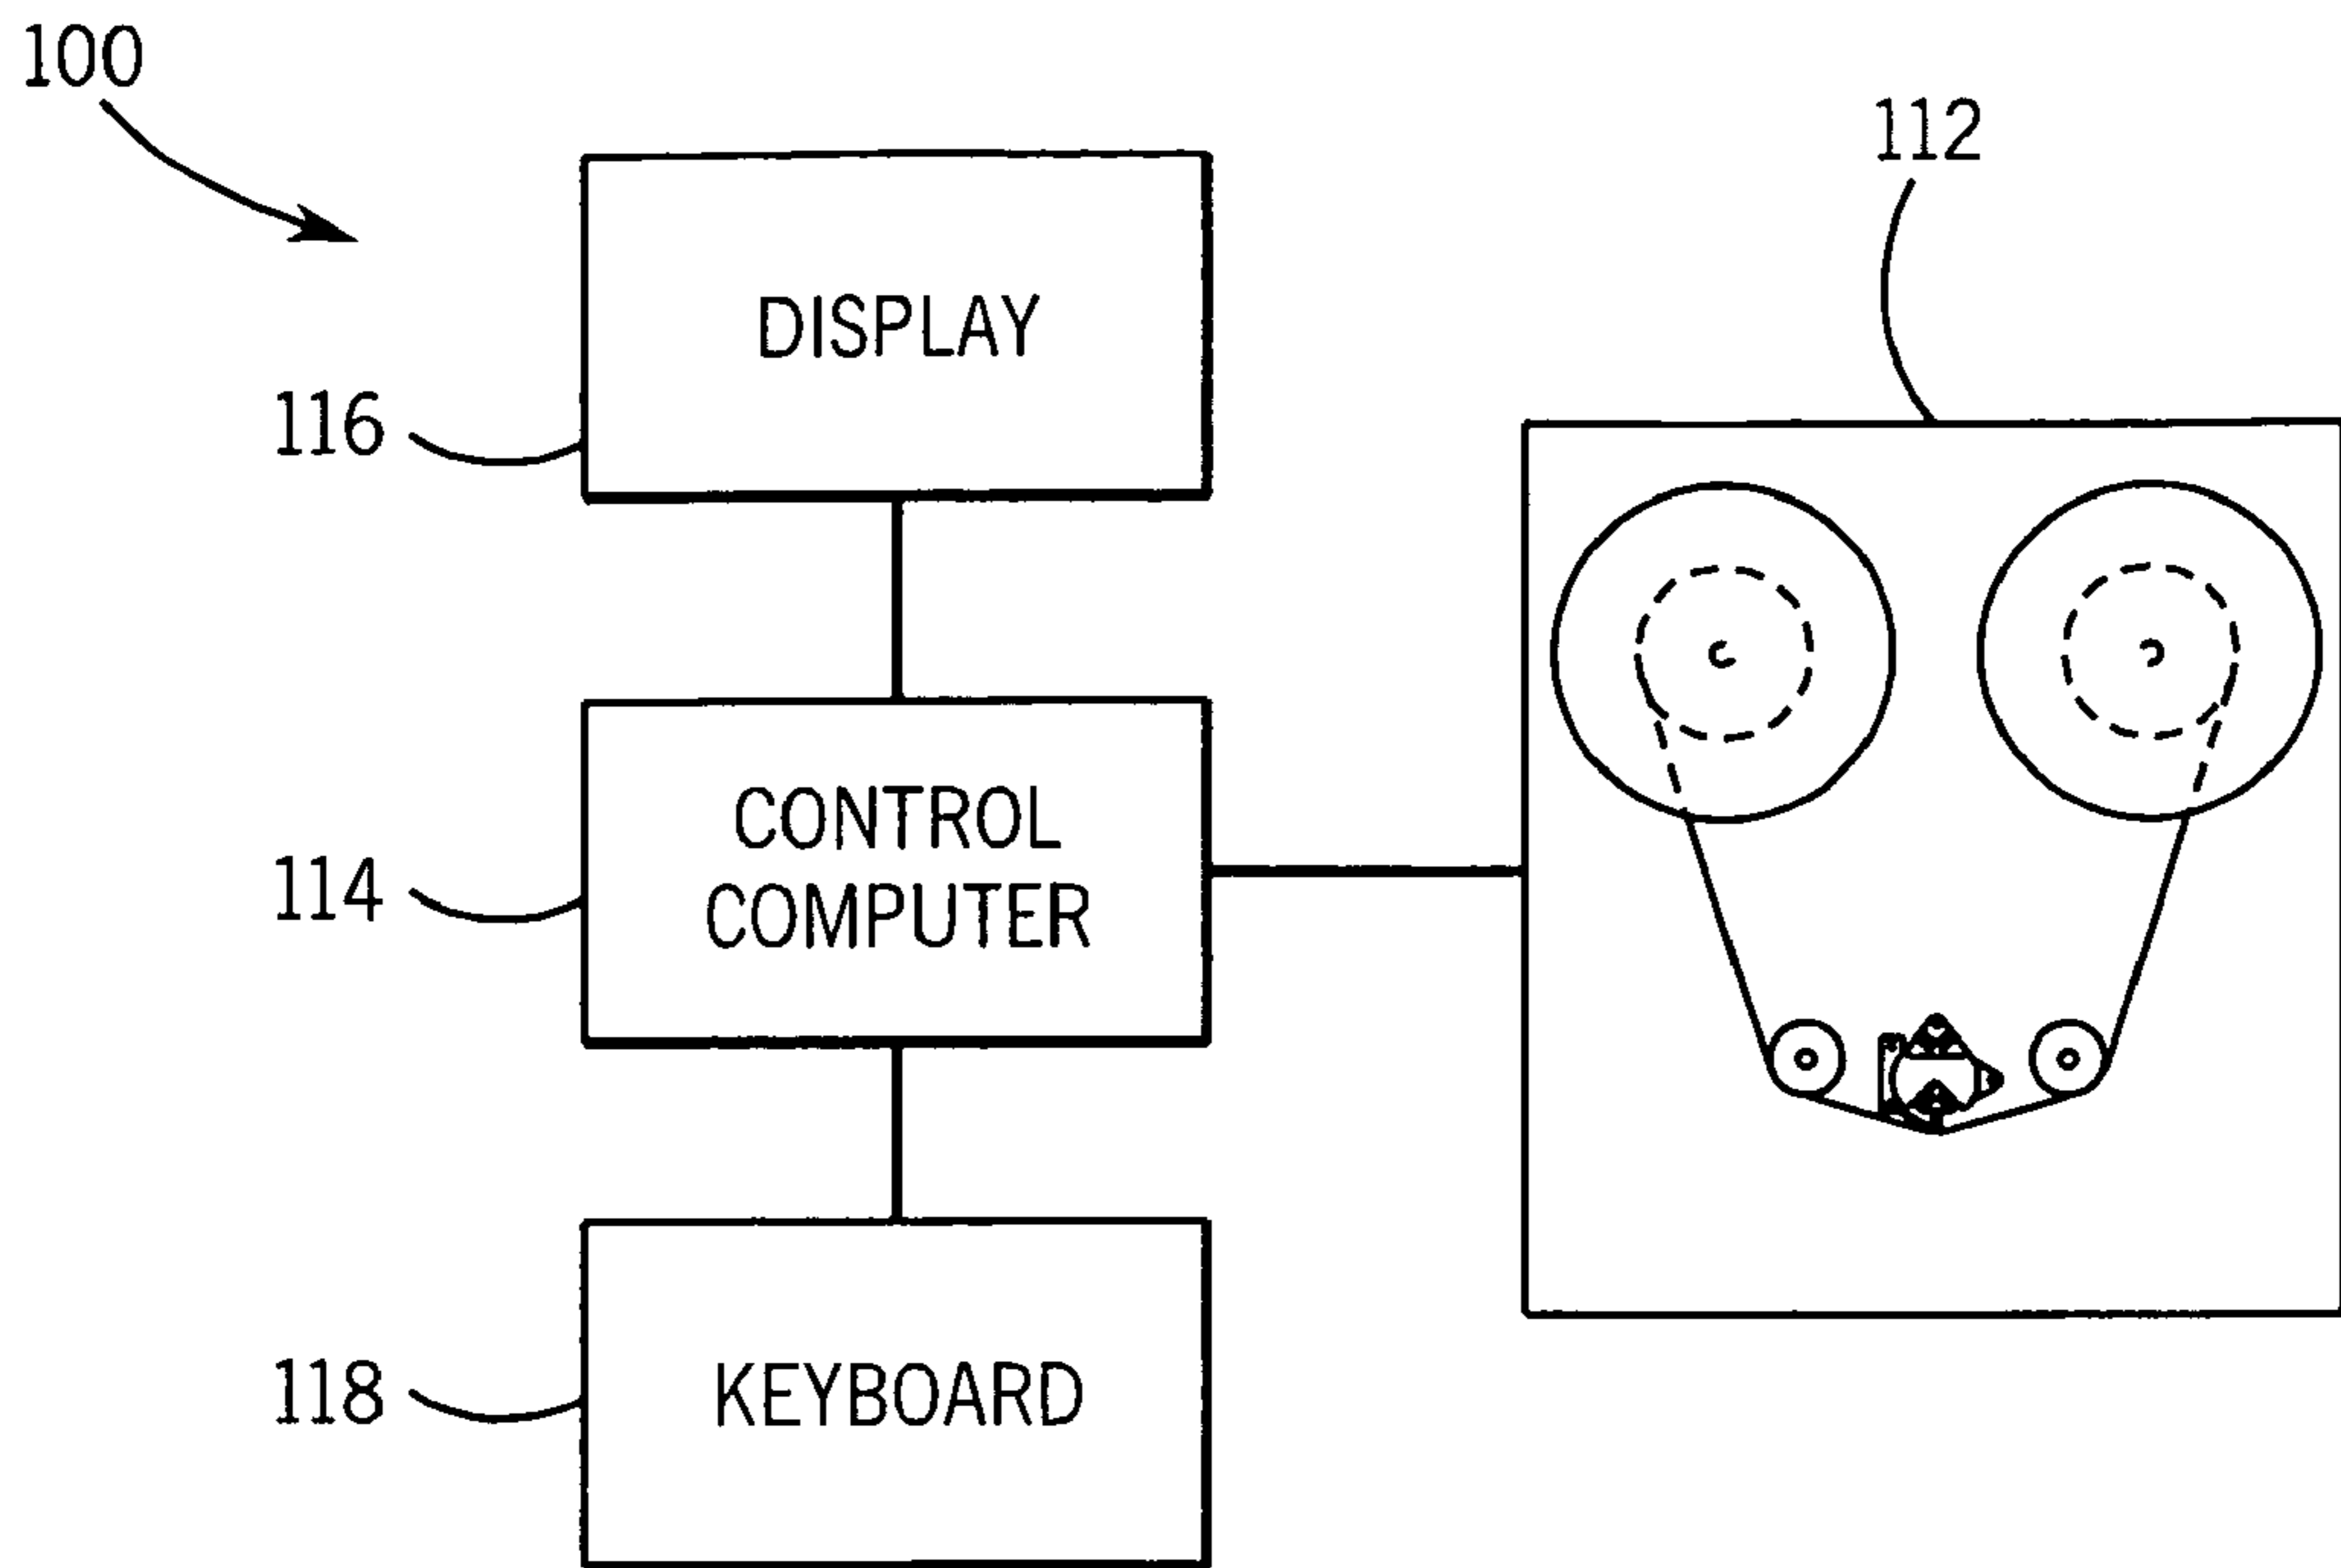 100
112
DISPLAY
116
CONTROL
COMPUTER
114
KEYBOARD
118